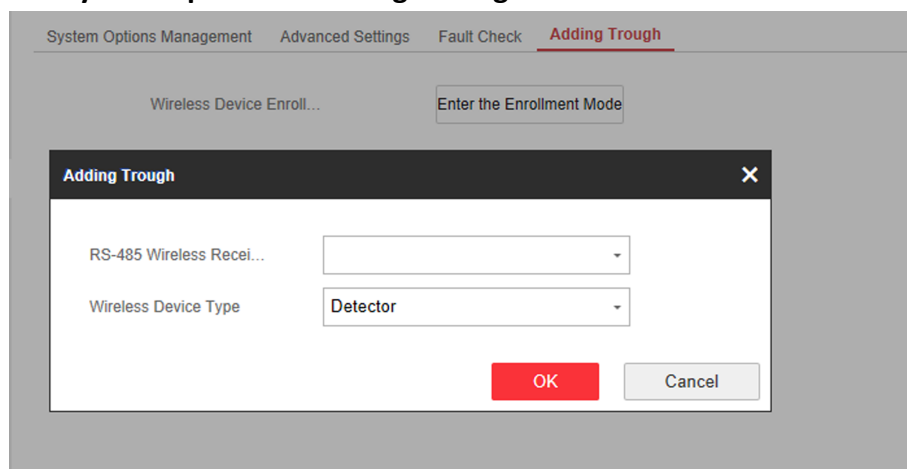 System Options Management Advanced Settings Fault Check Adding Trough
Wireless Device Enroll... Enter the Enrollment Mode
Adding Trough
RS-485 Wireless Recei...
Wireless Device Type Detector
OK Cancel